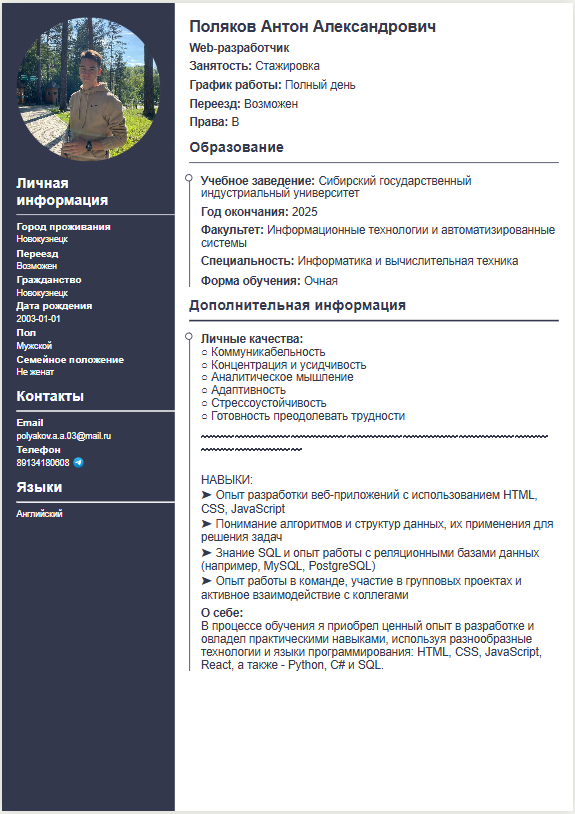 Личная
информация
Город проживания
Новокузнецк
Переезд
Возможен
Гражданство
Новокузнецк
Дата рождения
2003-01-01
Пол
Мужской
Семейное положение
Не женат
Контакты
Email
polyakov.a.a.03@mail.ru
Телефон
89134180608
Языки
Английский
Поляков Антон Александрович
Web-разработчик
Занятость: Стажировка
График работы: Полный день
Переезд: Возможен
Права: B
Образование
Учебное заведение: Сибирский государственный
индустриальный университет
Год окончания: 2025
Факультет: Информационные технологии и автоматизированные
системы
Специальность: Информатика и вычислительная техника
Форма обучения: Очная
Дополнительная информация
Личные качества:
○ Коммуникабельность
○ Концентрация и усидчивость
○ Аналитическое мышление
○ Адаптивность
○ Стрессоустойчивость
○ Готовность преодолевать трудности
НАВЫКИ:
➤ Опыт разработки веб-приложений с использованием HTML,
CSS, JavaScript
➤ Понимание алгоритмов и структур данных, их применения для
решения задач
➤ Знание SQL и опыт работы с реляционными базами данных
(например, MySQL, PostgreSQL)
➤ Опыт работы в команде, участие в групповых проектах и
активное взаимодействие с коллегами
О себе:
В процессе обучения я приобрел ценный опыт в разработке и
овладел практическими навыками, используя разнообразные
технологии и языки программирования: HTML, CSS, JavaScript,
React, а также - Python, C# и SQL.